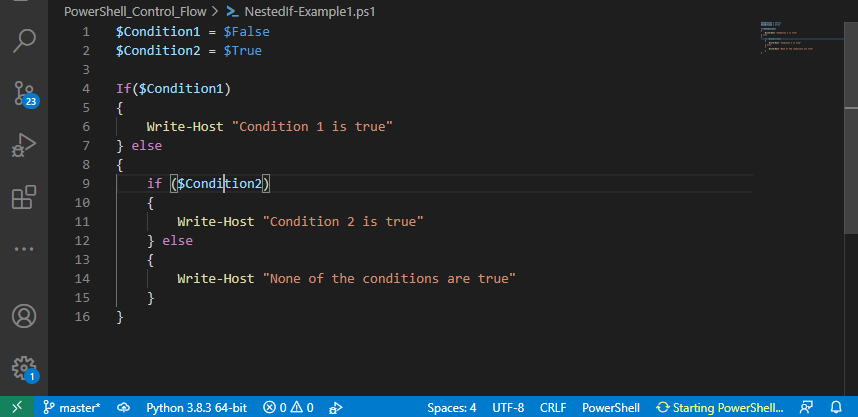 PowerShell_Control_Flow > NestedIf-Example1.ps1
1 $Condition1 = $False
2 $Condition2 = $True
3
4 If($Condition1)
5 {
6     Write-Host "Condition 1 is true"
7 } else
8 {
9     if ($Condition2)
10     {
11         Write-Host "Condition 2 is true"
12     } else
13     {
14         Write-Host "None of the conditions are true"
15     }
16 }
23
1
master* Python 3.8.3 64-bit 0 0 Spaces: 4 UTF-8 CRLF PowerShell Starting PowerShell...